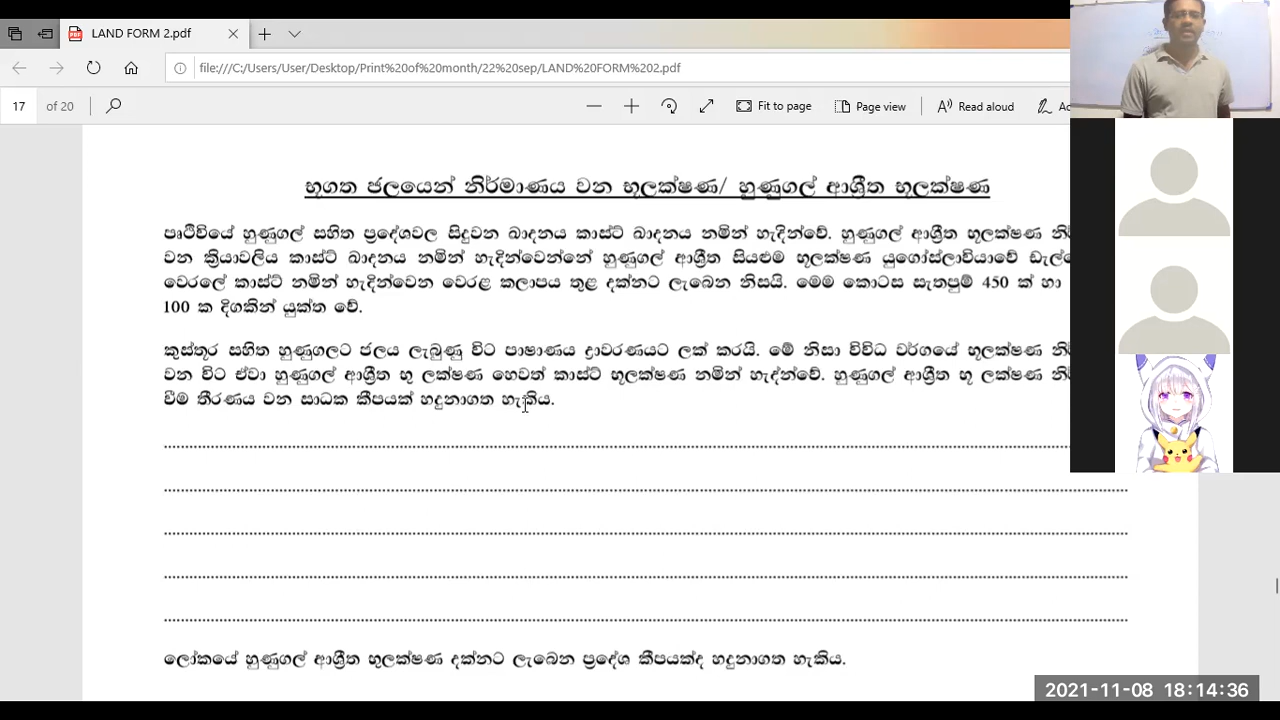 LAND FORM 2.pdf
file:///C:/Users/User/Desktop/Print%20of%20month/22%20sep/LAND%20FORM%202.pdf
17 of 20 Fit to page Page view Read aloud
භූගත ජලයෙන් නිර්මාණය වන භූලක්ෂණ/ හුණුගල් ආශ්‍රිත භූලක්ෂණ
පෘථිවියේ හුණුගල් සහිත ප්‍රදේශවල සිදුවන ඛාදනය කාස්ට් ඛාදනය නමින් හැදින්වේ. හුණුගල් ආශ්‍රිත භූලක්ෂණ
වන ක්‍රියාවලිය කාස්ට් ඛාදනය නමින් හැදින්වෙන්නේ හුණුගල් ආශ්‍රිත සියළුම භූලක්ෂණ යුගෝස්ලාවියාවේ
වෙරලේ කාස්ට් නමින් හැදින්වෙන වෙරළ කලාපය තුළ දක්නට ලැබෙන නිසයි. මෙම කොටස සැතපුම් 450 ක් හා
100 ක දිගකින් යුක්ත වේ.
කුස්තූර සහිත හුණුගලට ජලය ලැබුණු විට පාෂාණය ද්‍රාවරණයට ලක් කරයි. මේ නිසා විවිධ වර්ගයේ භූලක්ෂණ
වන විට ඒවා හුණුගල් ආශ්‍රිත භූ ලක්ෂණ හෙවත් කාස්ට් භූලක්ෂණ නමින් හැද්න්වේ. හුණුගල් ආශ්‍රිත භූ ලක්ෂණ
වීම තීරණය වන සාධක කීපයක් හදුනාගත හැකිය.
ලෝකයේ හුණුගල් ආශ්‍රිත භූලක්ෂණ දක්නට ලැබෙන ප්‍රදේශ කීපයක්ද හදුනාගත හැකිය.
2021-11-08 18:14:36